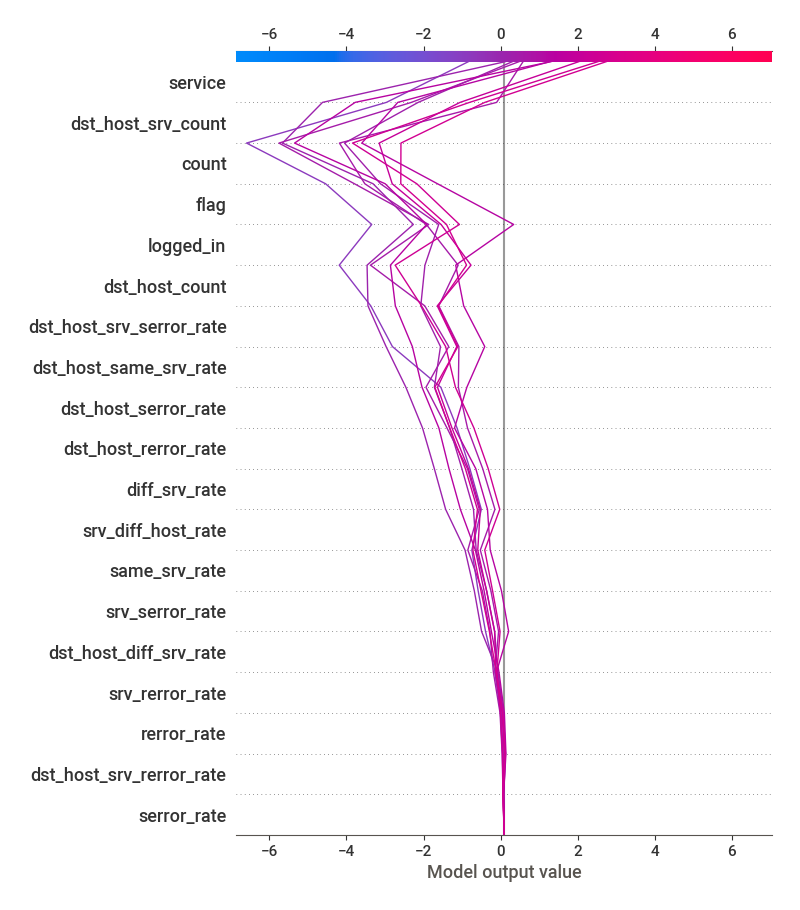 −6 −4 −2 0 2 4 6
service
dst_host_srv_count
count
flag
logged_in
dst_host_count
dst_host_srv_serror_rate
dst_host_same_srv_rate
dst_host_serror_rate
dst_host_rerror_rate
diff_srv_rate
srv_diff_host_rate
same_srv_rate
srv_serror_rate
dst_host_diff_srv_rate
srv_rerror_rate
rerror_rate
dst_host_srv_rerror_rate
serror_rate
−6 −4 −2 0 2 4 6
Model output value